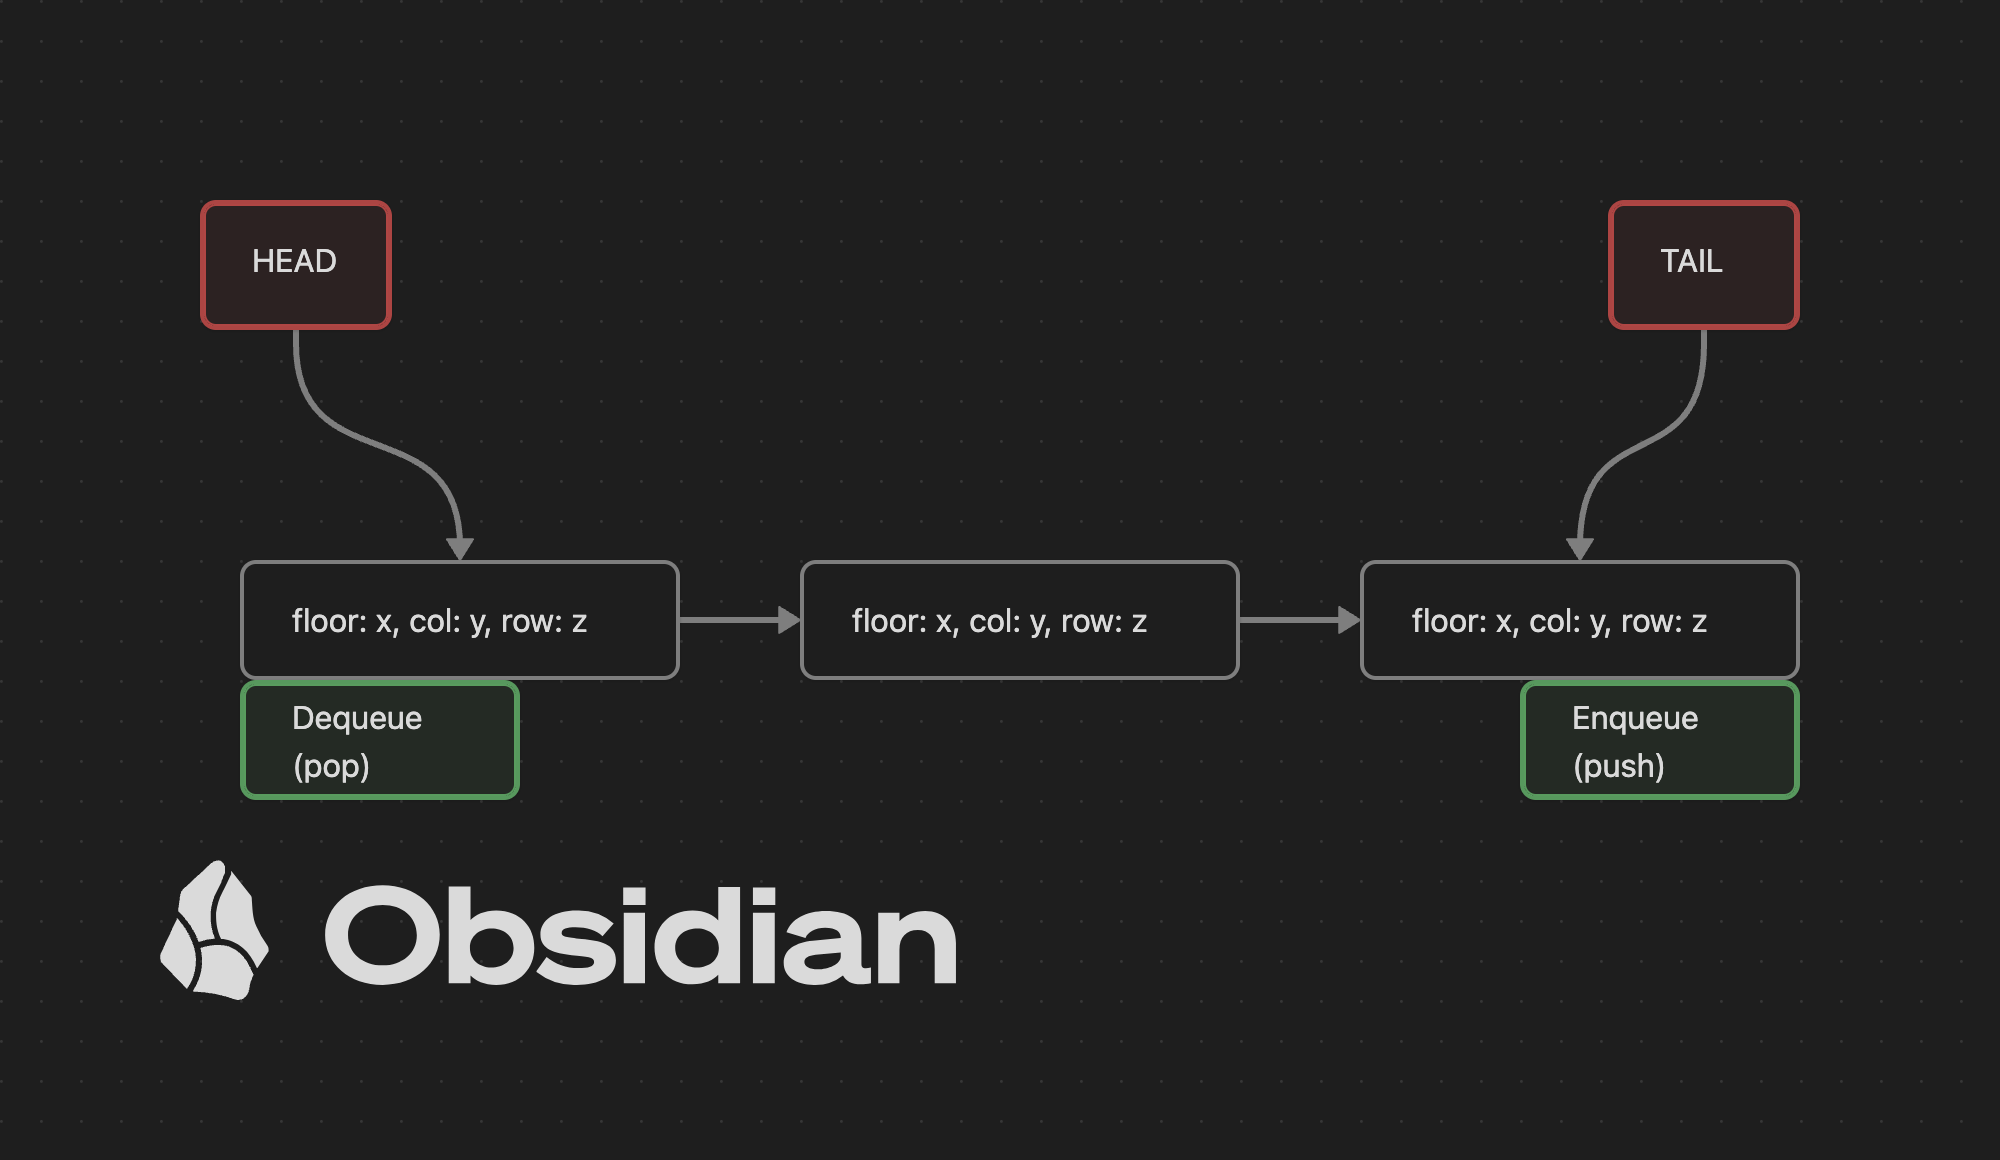 HEAD
TAIL
floor: x, col: y, row: z
floor: x, col: y, row: z
floor: x, col: y, row: z
Dequeue
(pop)
Enqueue
(push)
Obsidian